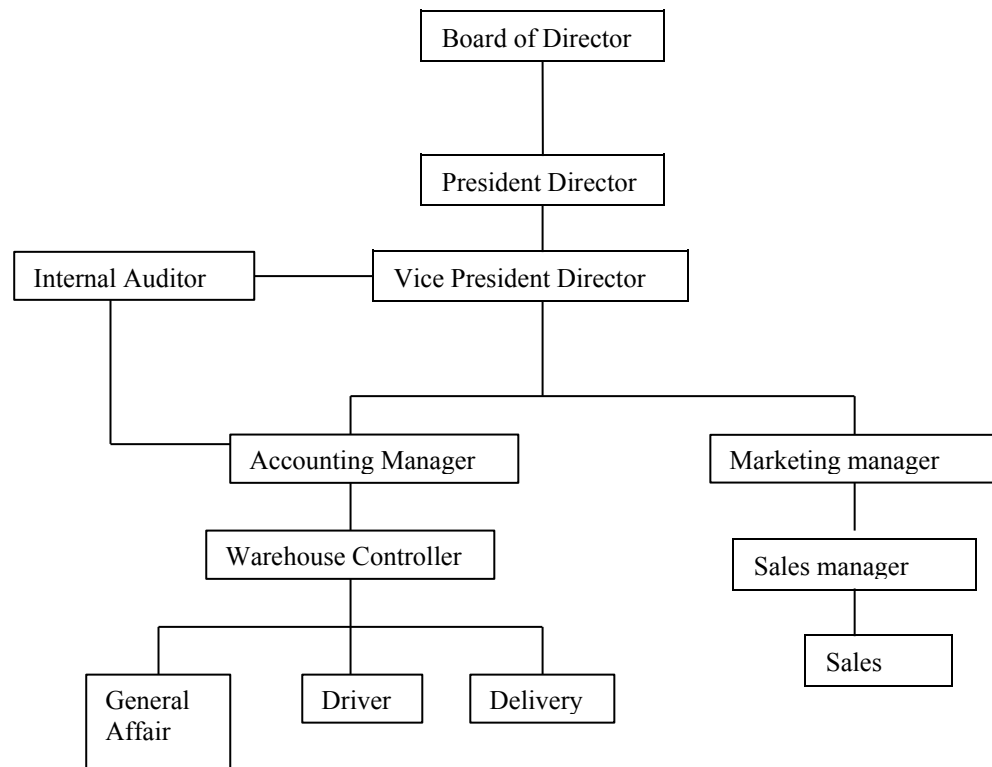 Board of Director
President Director
Internal Auditor
Vice President Director
Accounting Manager
Marketing manager
Warehouse Controller
Sales manager
Sales
General
Affair
Driver
Delivery